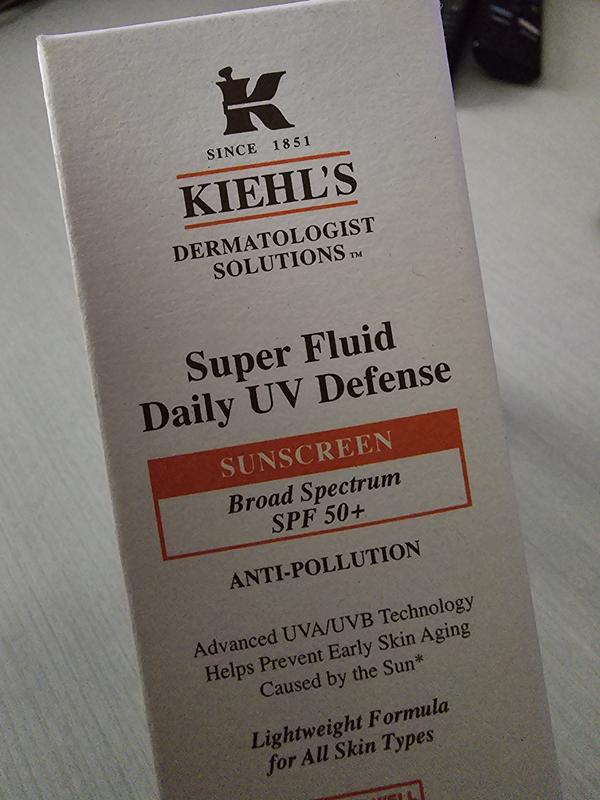 K
SINCE 1851
KIEHL'S
DERMATOLOGIST
SOLUTIONS™
Super Fluid
Daily UV Defense
SUNSCREEN
Broad Spectrum
SPF 50+
ANTI-POLLUTION
Advanced UVA/UVB Technology
Helps Prevent Early Skin Aging
Caused by the Sun*
Lightweight Formula
for All Skin Types